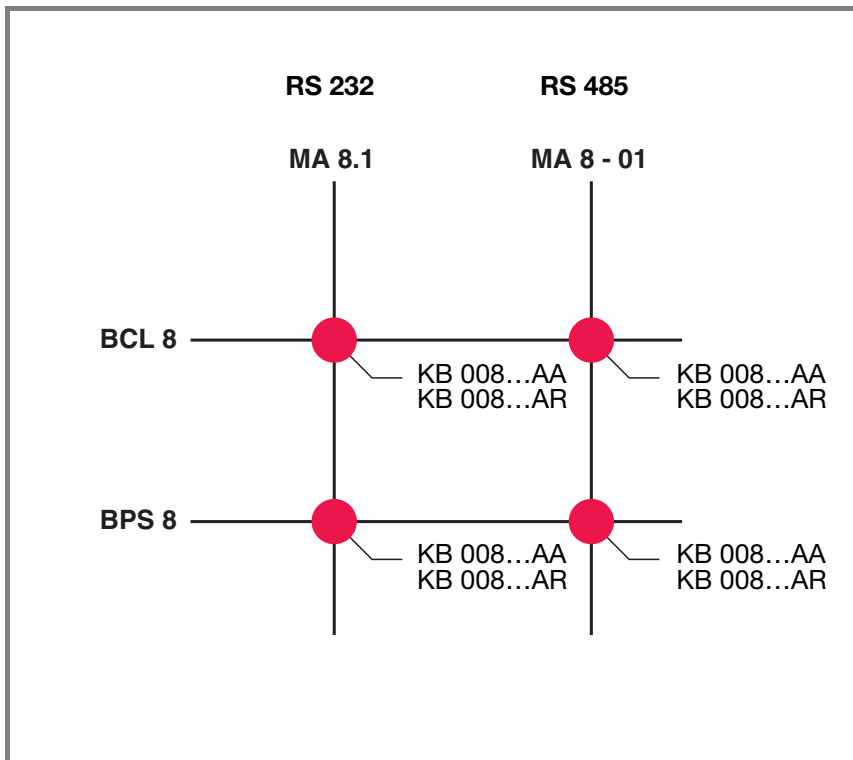 RS 232 RS 485
MA 8.1 MA 8 - 01
BCL 8
KB 008...AA KB 008...AA
KB 008...AR KB 008...AR
BPS 8
KB 008...AA KB 008...AA
KB 008...AR KB 008...AR